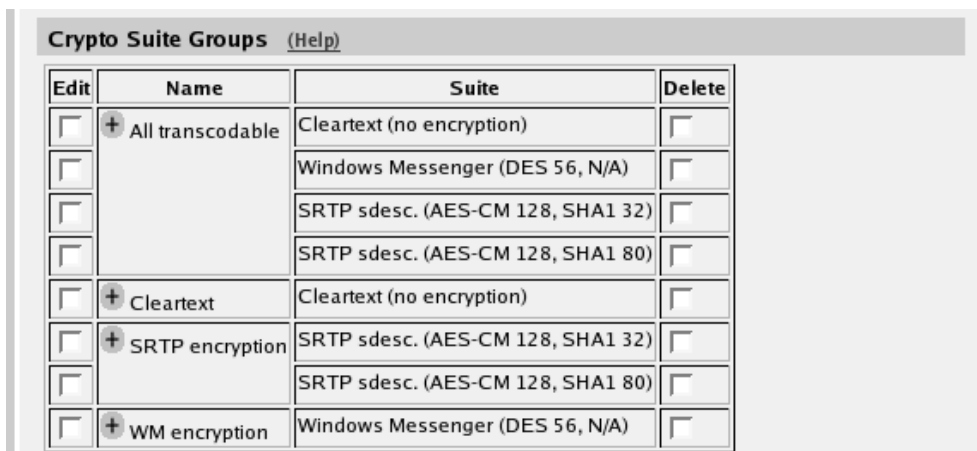 Crypto Suite Groups (Help)
Edit Name Suite Delete
+ All transcodable Cleartext (no encryption)
Windows Messenger (DES 56, N/A)
SRTP sdesc. (AES-CM 128, SHA1 32)
SRTP sdesc. (AES-CM 128, SHA1 80)
+ Cleartext Cleartext (no encryption)
+ SRTP encryption SRTP sdesc. (AES-CM 128, SHA1 32)
SRTP sdesc. (AES-CM 128, SHA1 80)
+ WM encryption Windows Messenger (DES 56, N/A)